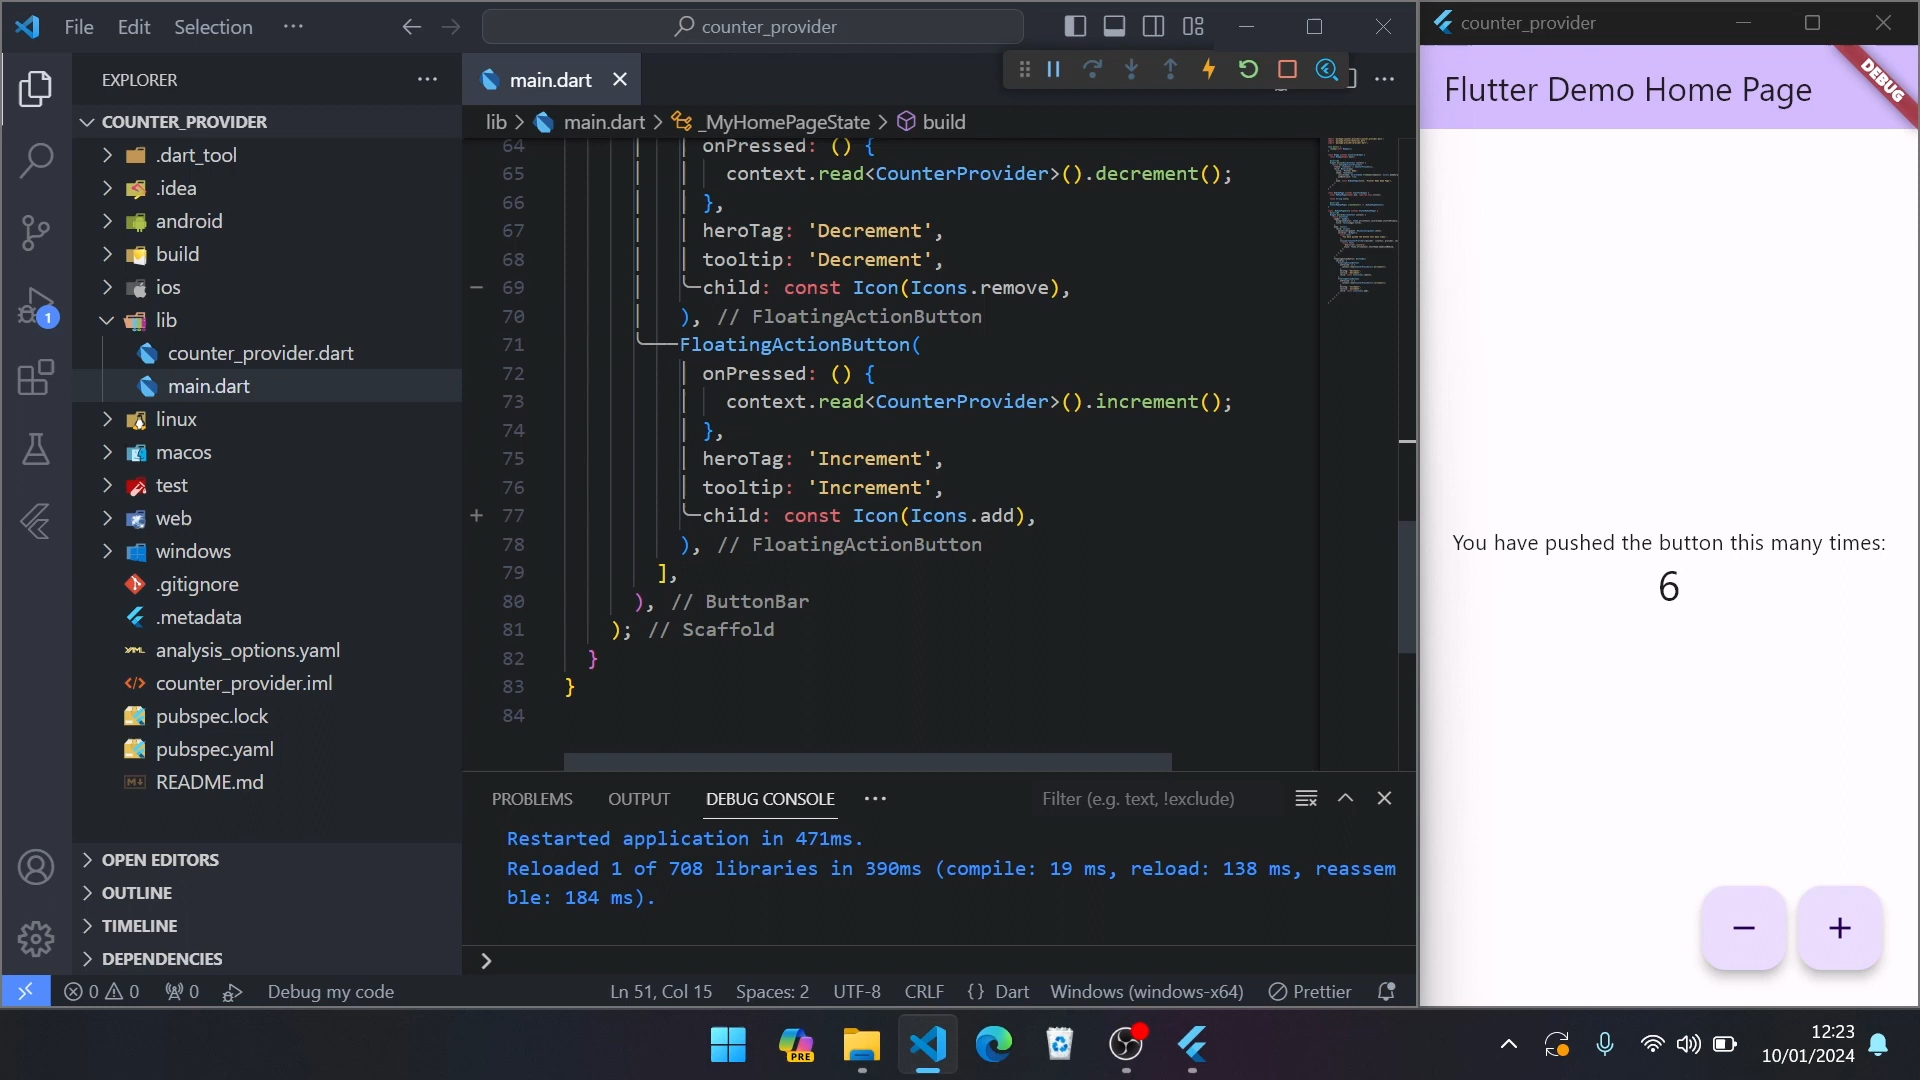 File Edit Selection ···
counter_provider
counter_provider
EXPLORER
COUNTER_PROVIDER
.dart_tool
.idea
android
build
ios
lib
counter_provider.dart
main.dart
linux
macos
test
web
windows
.gitignore
.metadata
analysis_options.yaml
counter_provider.iml
pubspec.lock
pubspec.yaml
README.md
OPEN EDITORS
OUTLINE
TIMELINE
DEPENDENCIES
1
main.dart
lib > main.dart > _MyHomePageState > build
64 onPressed: () {
65 context.read<CounterProvider>().decrement();
66 },
67 heroTag: 'Decrement',
68 tooltip: 'Decrement',
69 child: const Icon(Icons.remove),
70 ), // FloatingActionButton
71 FloatingActionButton(
72 onPressed: () {
73 context.read<CounterProvider>().increment();
74 },
75 heroTag: 'Increment',
76 tooltip: 'Increment',
77 child: const Icon(Icons.add),
78 ), // FloatingActionButton
79 ],
80 ), // ButtonBar
81 ); // Scaffold
82 }
83 }
84
PROBLEMS OUTPUT DEBUG CONSOLE ··· Filter (e.g. text, !exclude)
Restarted application in 471ms.
Reloaded 1 of 708 libraries in 390ms (compile: 19 ms, reload: 138 ms, reassem
ble: 184 ms).
>
0 0 0 Debug my code Ln 51, Col 15 Spaces: 2 UTF-8 CRLF {} Dart Windows (windows-x64) Prettier
Flutter Demo Home Page
DEBUG
You have pushed the button this many times:
6
− +
PRE
12:23
10/01/2024